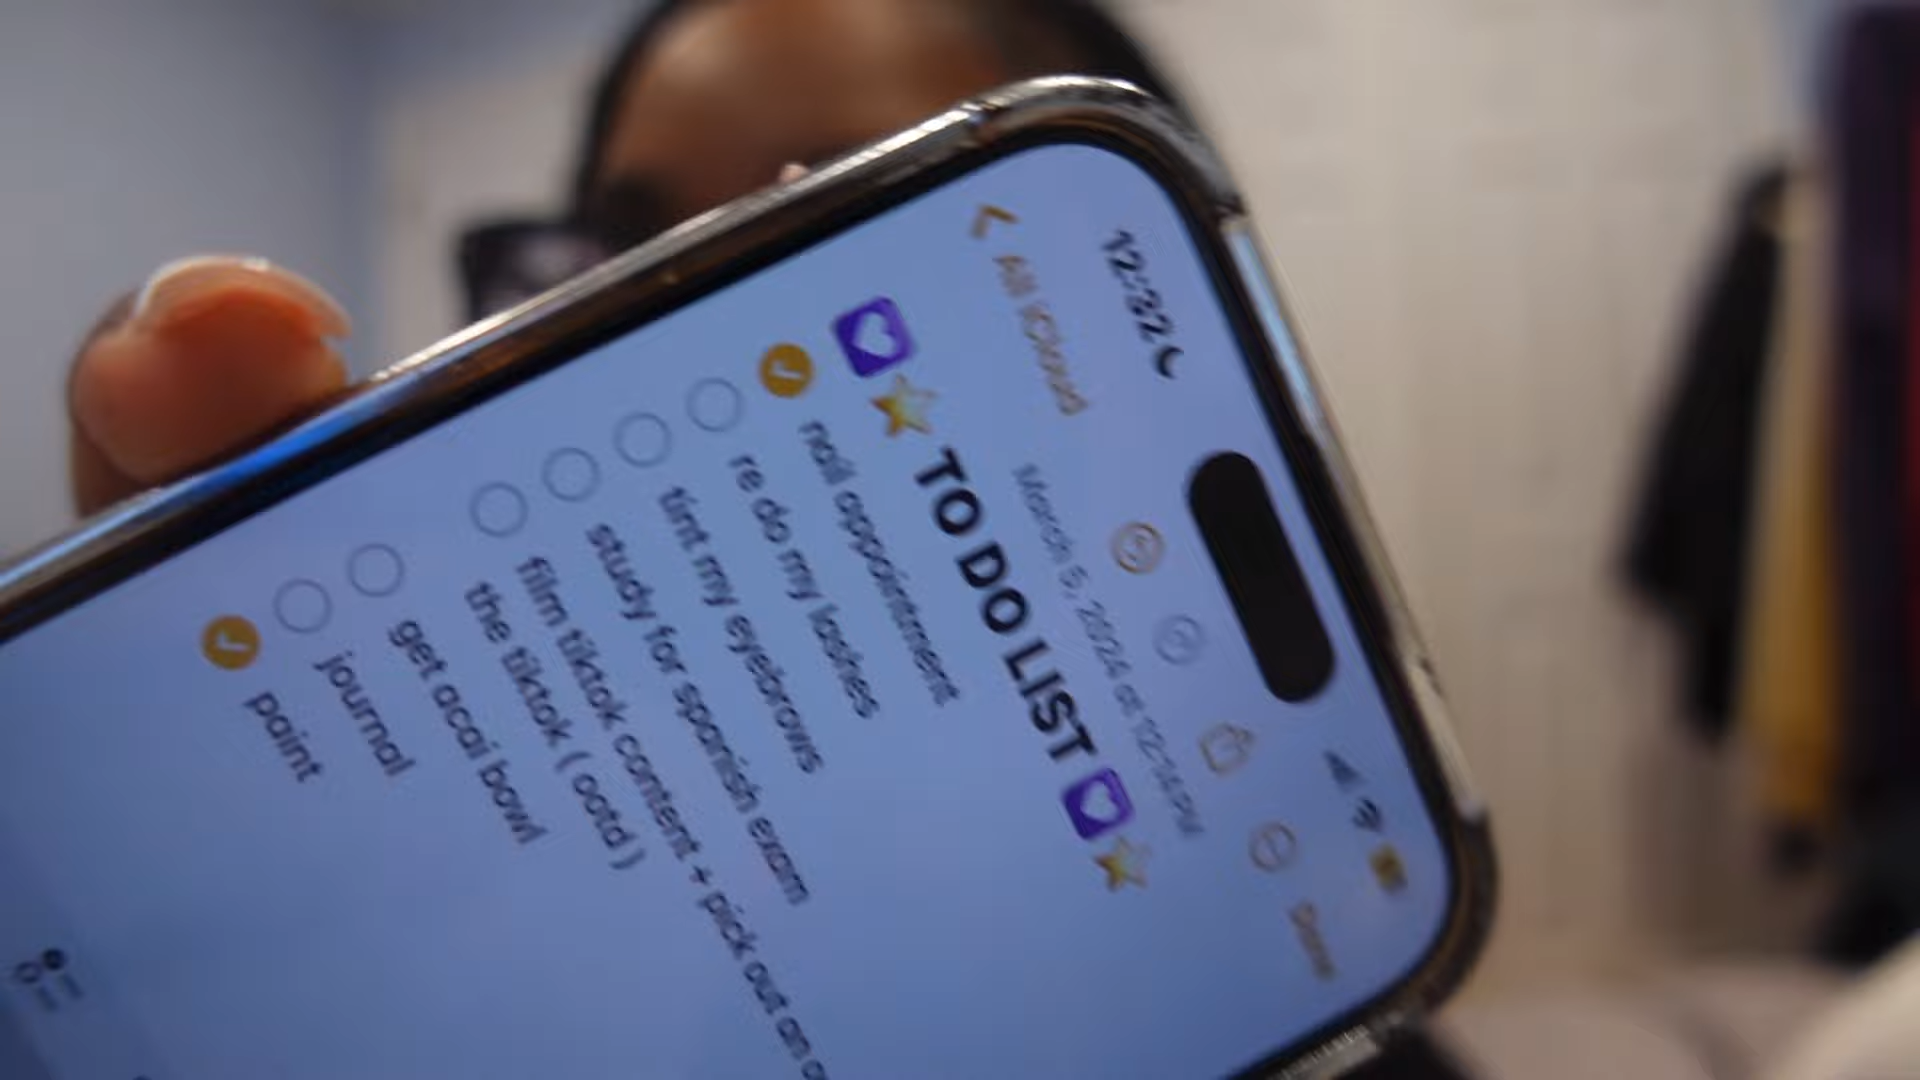 12:32
All iCloud
Done
March 5, 2024 at 12:14 PM
TO DO LIST
nail appointment
re do my lashes
tint my eyebrows
study for spanish exam
film tiktok content + pick out an
the tiktok ( ootd )
get acai bowl
journal
paint